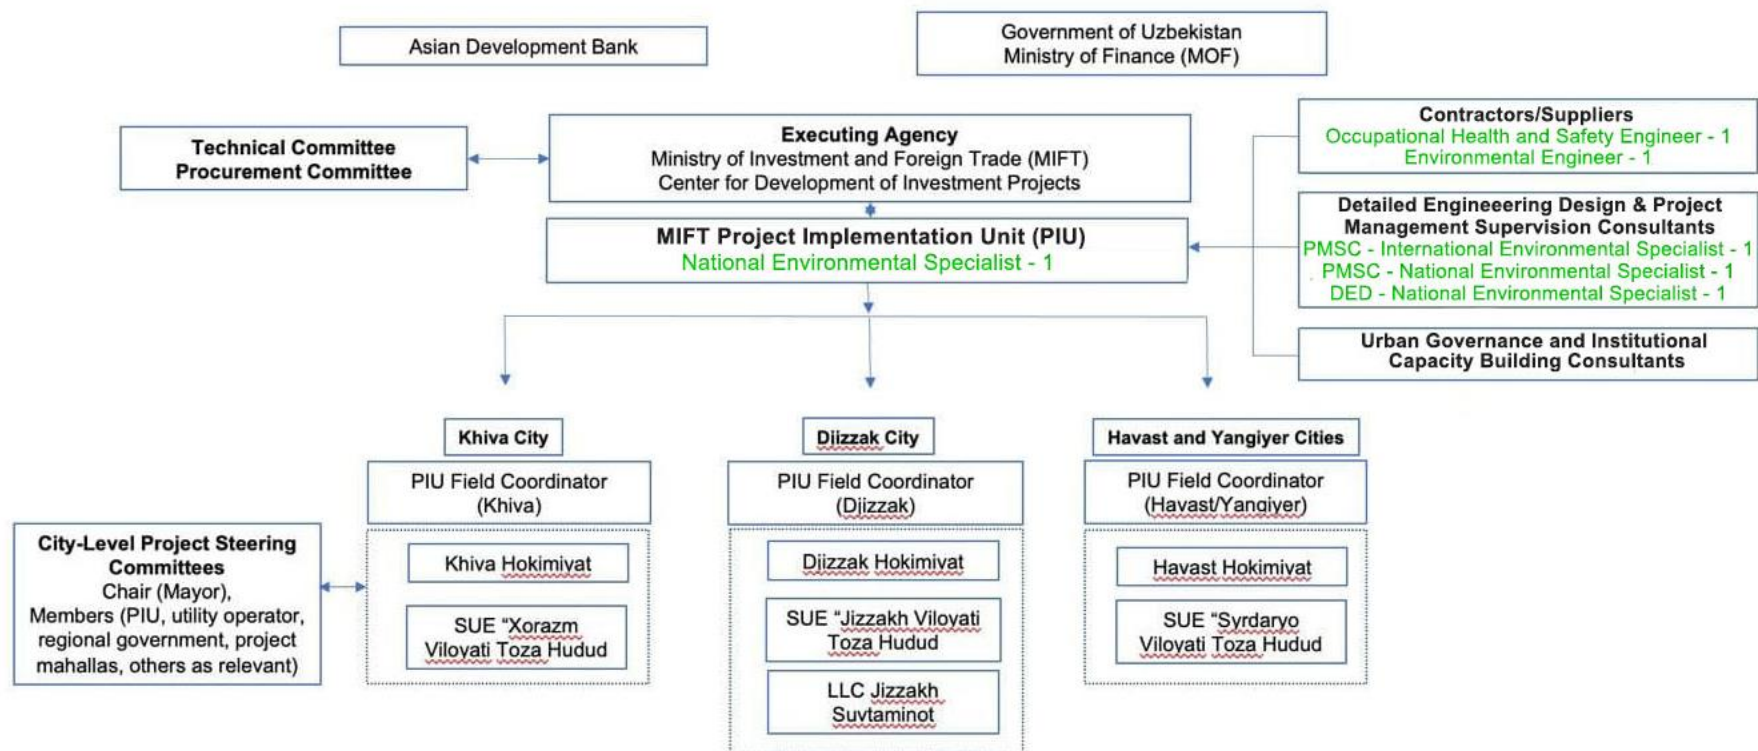 Asian Development Bank
Government of Uzbekistan
Ministry of Finance (MOF)
Technical Committee
Procurement Committee
Executing Agency
Ministry of Investment and Foreign Trade (MIFT)
Center for Development of Investment Projects
Contractors/Suppliers
Occupational Health and Safety Engineer - 1
Environmental Engineer - 1
MIFT Project Implementation Unit (PIU)
National Environmental Specialist - 1
Detailed Engineeering Design & Project
Management Supervision Consultants
PMSC - International Environmental Specialist - 1
PMSC - National Environmental Specialist - 1
DED - National Environmental Specialist - 1
Urban Governance and Institutional
Capacity Building Consultants
Khiva City
PIU Field Coordinator
(Khiva)
Khiva Hokimiyat
SUE “Xorazm
Viloyati Toza Hudud
Djizzak City
PIU Field Coordinator
(Djizzak)
Djizzak Hokimiyat
SUE “Jizzakh Viloyati
Toza Hudud
LLC Jizzakh
Suvtaminot
Havast and Yangiyer Cities
PIU Field Coordinator
(Havast/Yangiyer)
Havast Hokimiyat
SUE “Syrdaryo
Viloyati Toza Hudud
City-Level Project Steering
Committees
Chair (Mayor),
Members (PIU, utility operator,
regional government, project
mahallas, others as relevant)